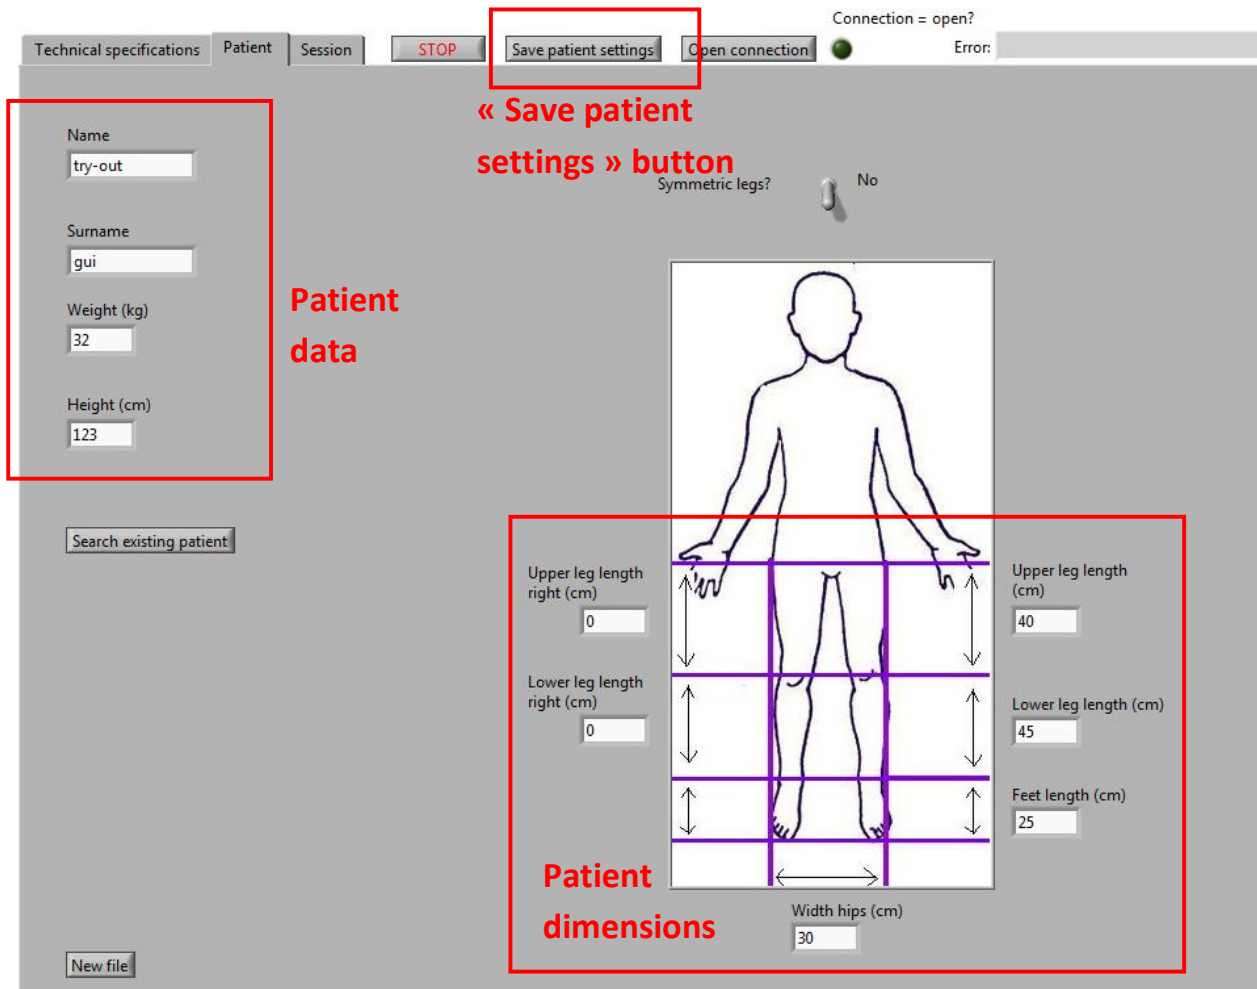 Connection = open?
Technical specifications
Patient
Session
STOP
Save patient settings
Open connection
Error:
« Save patient
settings » button
Name
try-out
Surname
gui
Weight (kg)
32
Height (cm)
123
Patient
data
Search existing patient
New file
Symmetric legs?
No
Upper leg length
right (cm)
0
Lower leg length
right (cm)
0
Upper leg length
(cm)
40
Lower leg length (cm)
45
Feet length (cm)
25
Patient
dimensions
Width hips (cm)
30